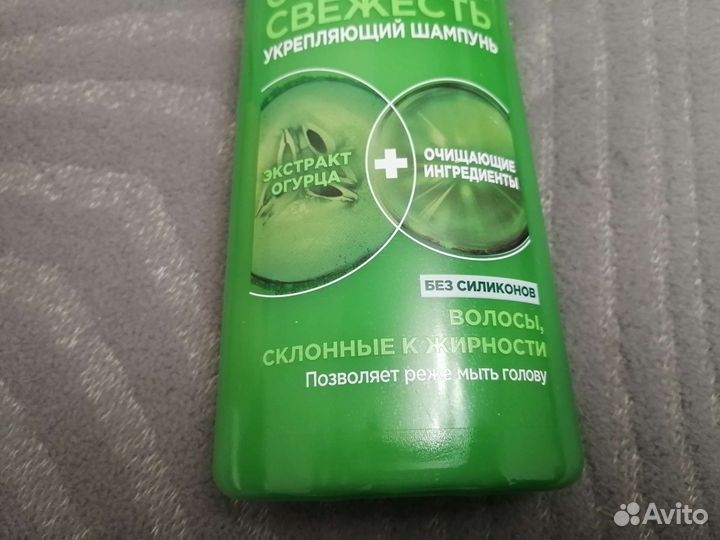 СВЕЖЕСТЬ
УКРЕПЛЯЮЩИЙ ШАМПУНЬ
ЭКСТРАКТ
ОГУРЦА
ОЧИЩАЮЩИЕ
ИНГРЕДИЕНТЫ
БЕЗ СИЛИКОНОВ
ВОЛОСЫ,
СКЛОННЫЕ К ЖИРНОСТИ
Позволяет реже мыть голову
Avito